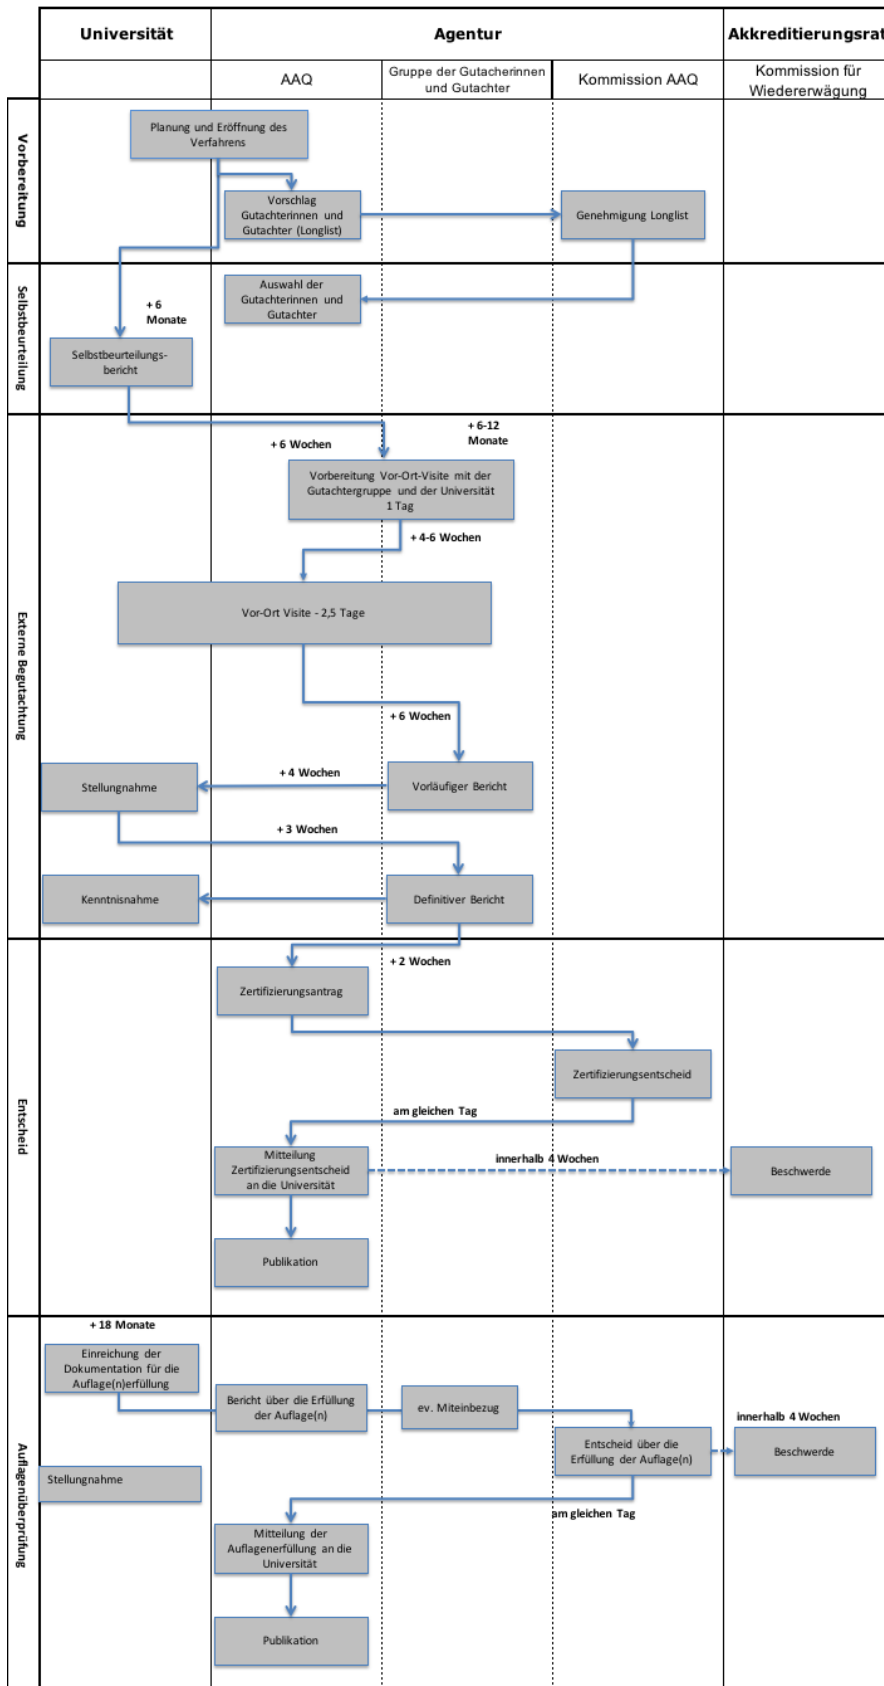 Universität
Agentur
Akkreditierungsrat
AAQ
Gruppe der Gutacherinnen
und Gutachter
Kommission AAQ
Kommission für
Wiedererwägung
Vorbereitung
Planung und Eröffnung des
Verfahrens
Vorschlag
Gutachterinnen und
Gutachter (Longlist)
Genehmigung Longlist
Selbstbeurteilung
Auswahl der
Gutachterinnen und
Gutachter
+ 6
Monate
Selbstbeurteilungs-
bericht
Externe Begutachtung
+ 6-12
Monate
+ 6 Wochen
Vorbereitung Vor-Ort-Visite mit der
Gutachtergruppe und der Universität
1 Tag
+ 4-6 Wochen
Vor-Ort Visite - 2,5 Tage
+ 6 Wochen
+ 4 Wochen
Stellungnahme
Vorläufiger Bericht
+ 3 Wochen
Kenntnisnahme
Definitiver Bericht
Entscheid
+ 2 Wochen
Zertifizierungsantrag
Zertifizierungsentscheid
am gleichen Tag
Mitteilung
Zertifizierungsentscheid
an die Universität
innerhalb 4 Wochen
Beschwerde
Publikation
Auflagenüberprüfung
+ 18 Monate
Einreichung der
Dokumentation für die
Auflage(n)erfüllung
Bericht über die Erfüllung
der Auflage(n)
ev. Miteinbezug
innerhalb 4 Wochen
Entscheid über die
Erfüllung der Auflage(n)
Beschwerde
Stellungnahme
am gleichen Tag
Mitteilung der
Auflagenerfüllung an die
Universität
Publikation